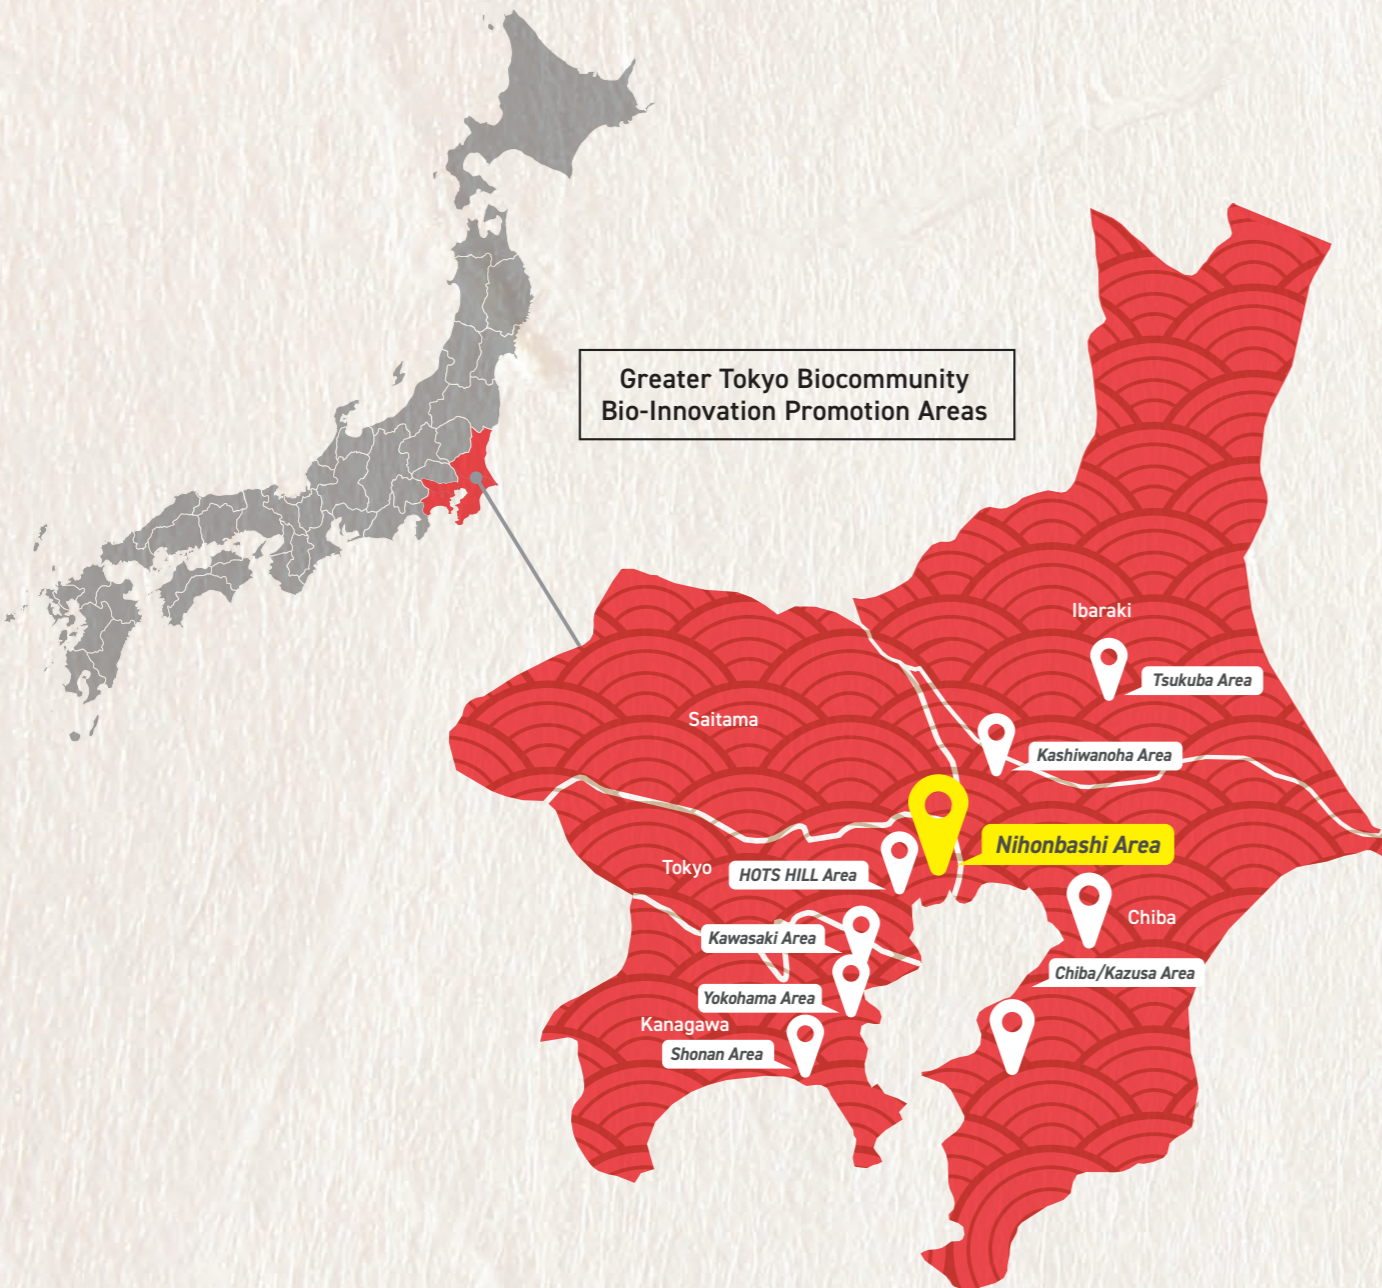 Greater Tokyo Biocommunity
Bio-Innovation Promotion Areas
Ibaraki
Tsukuba Area
Saitama
Kashiwanoha Area
Nihonbashi Area
Tokyo
HOTS HILL Area
Chiba
Kawasaki Area
Chiba/Kazusa Area
Yokohama Area
Kanagawa
Shonan Area